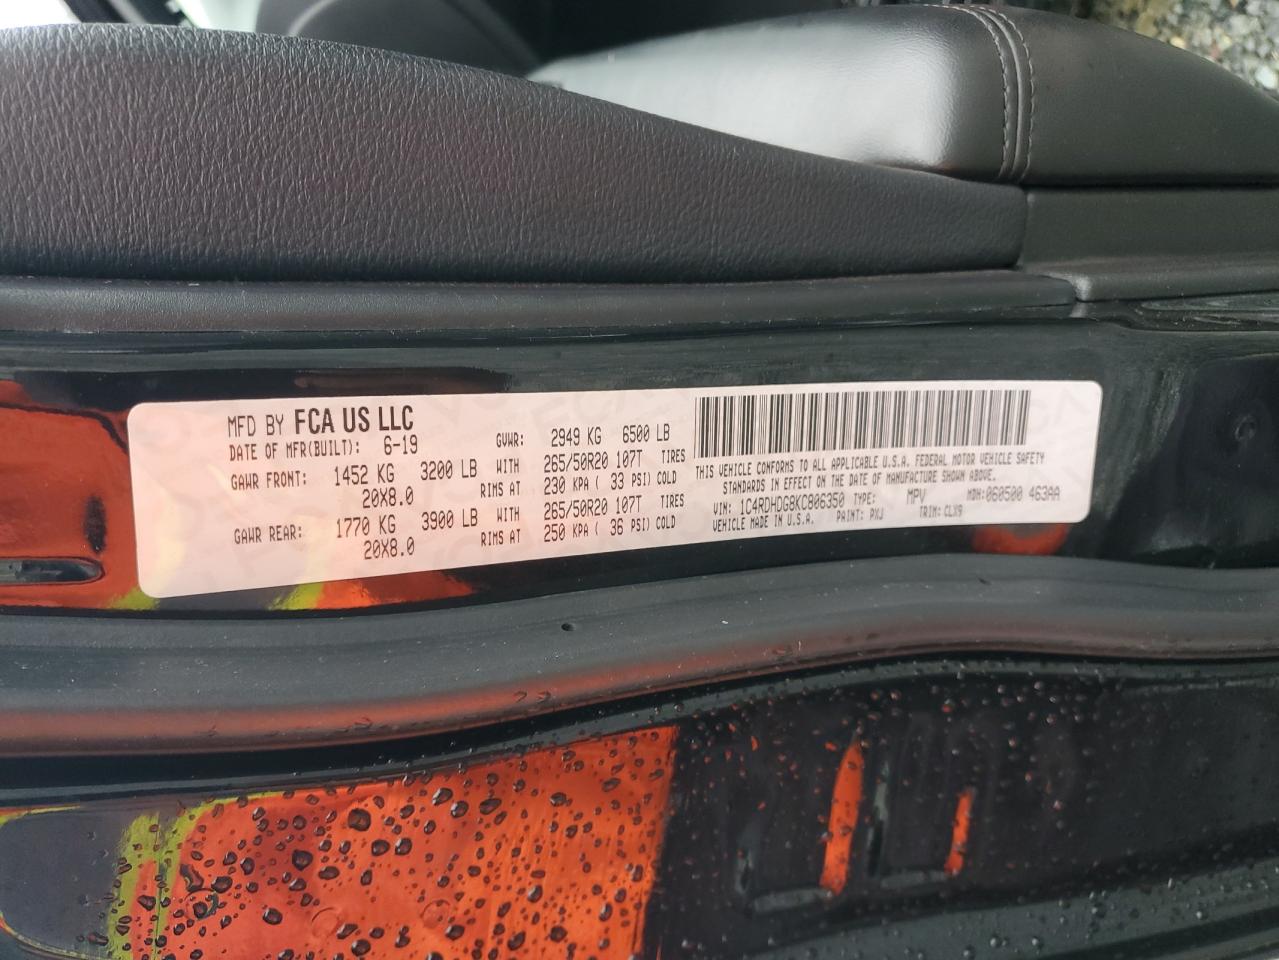 MFD BY FCA US LLC
DATE OF MFR(BUILT): 6-19 GVWR: 2949 KG 6500 LB
GAWR FRONT: 1452 KG 3200 LB WITH 265/50R20 107T TIRES
20X8.0 RIMS AT 230 KPA ( 33 PSI) COLD
GAWR REAR: 1770 KG 3900 LB WITH 265/50R20 107T TIRES
20X8.0 RIMS AT 250 KPA ( 36 PSI) COLD
THIS VEHICLE CONFORMS TO ALL APPLICABLE U.S.A. FEDERAL MOTOR VEHICLE SAFETY
STANDARDS IN EFFECT ON THE DATE OF MANUFACTURE SHOWN ABOVE.
VIN: 1C4RDHDG8KC806350 TYPE: MPV MDH: 060500 463AA
VEHICLE MADE IN U.S.A. PAINT: PXJ TRIM: CLX9